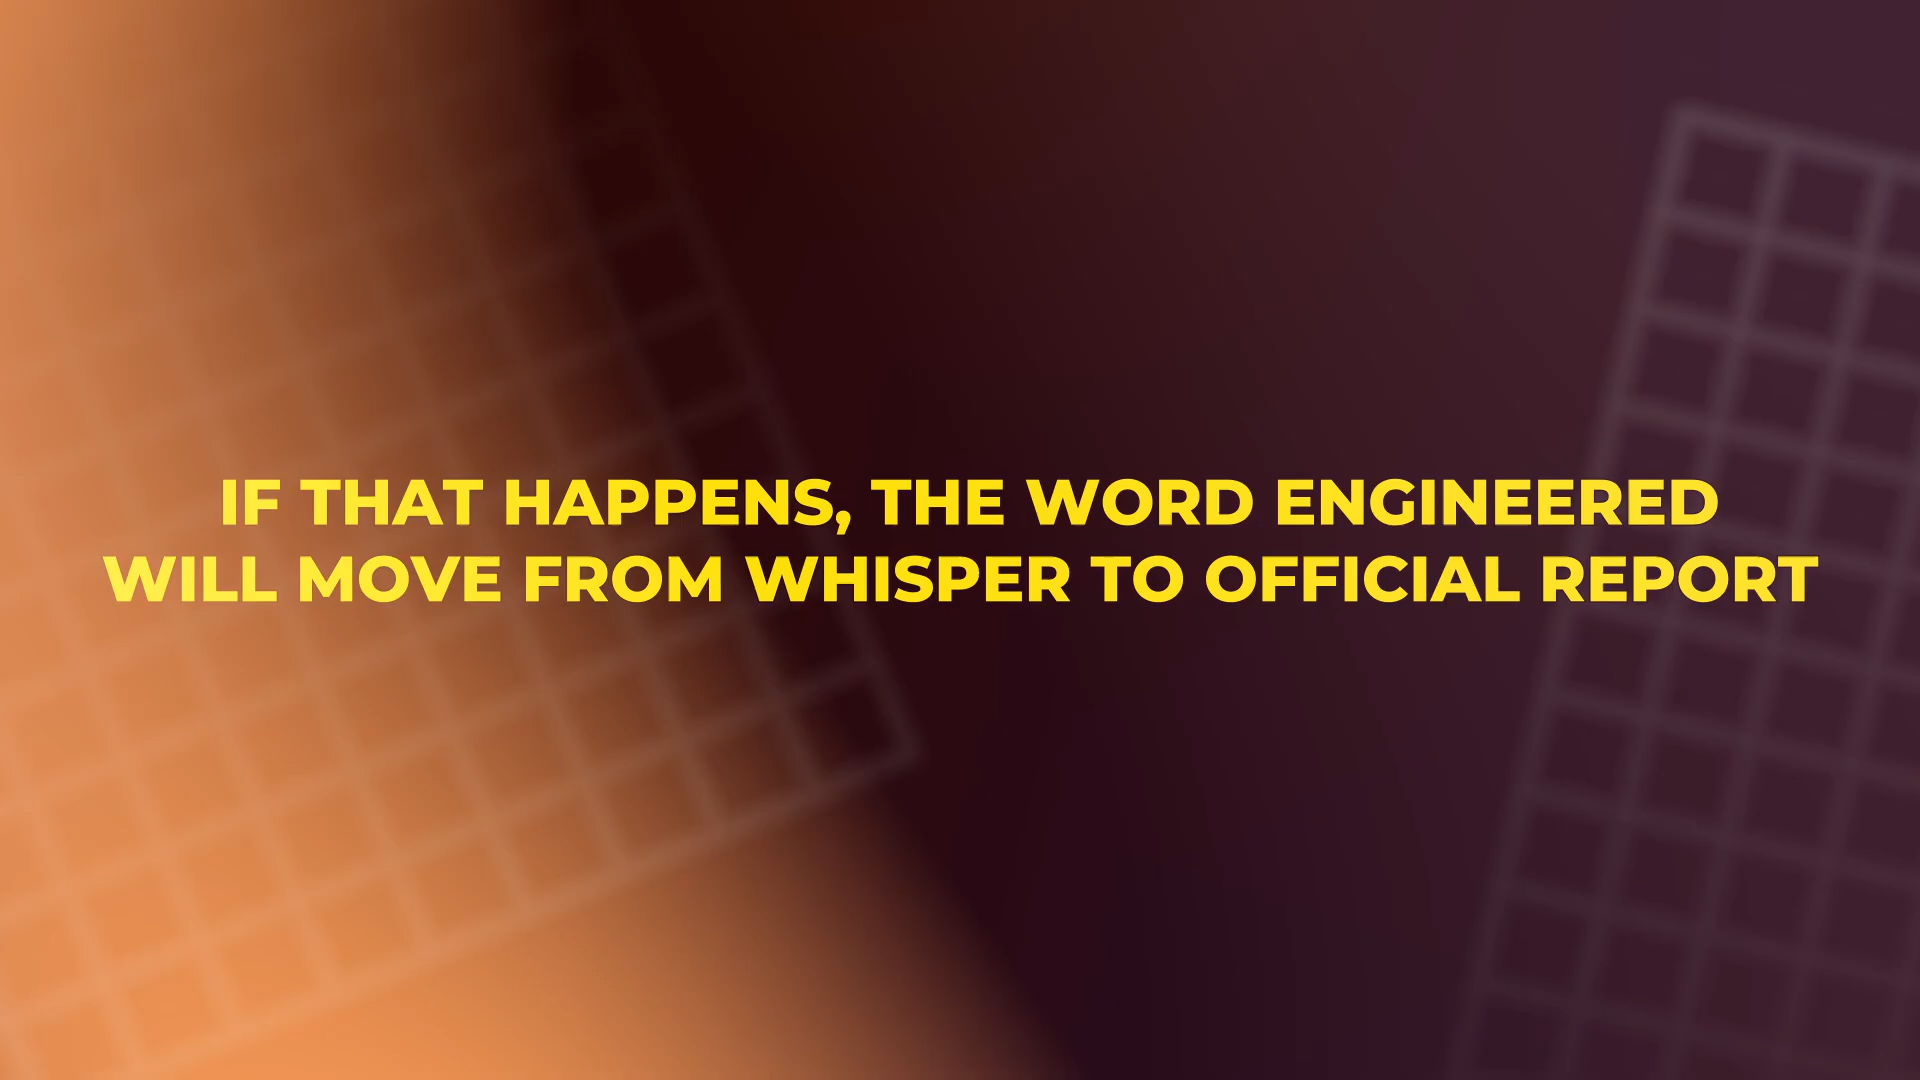 IF THAT HAPPENS, THE WORD ENGINEERED
WILL MOVE FROM WHISPER TO OFFICIAL REPORT